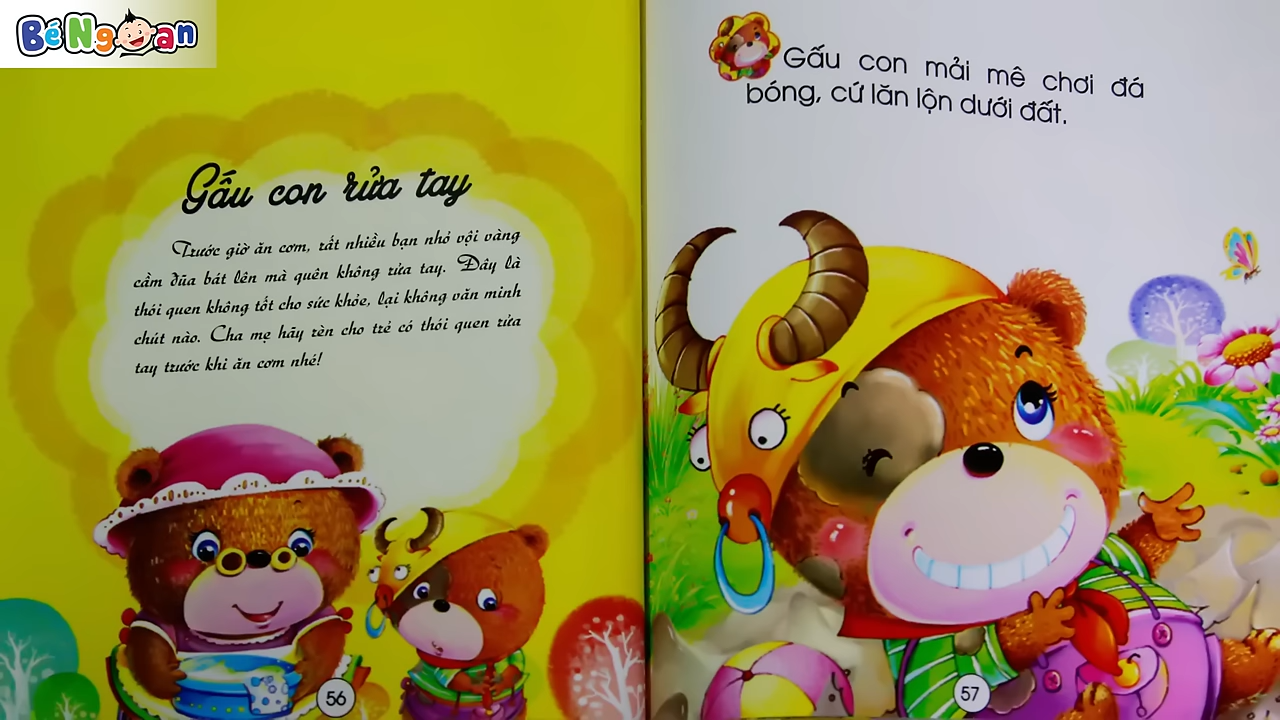 Bé Ngoan
Gấu con rửa tay
Trước giờ ăn cơm, rất nhiều bạn nhỏ vội vàng
cầm đũa bát lên mà quên không rửa tay. Đây là
thói quen không tốt cho sức khỏe, lại không văn minh
chút nào. Cha mẹ hãy rèn cho trẻ có thói quen rửa
tay trước khi ăn cơm nhé!
56
Gấu con mải mê chơi đá
bóng, cứ lăn lộn dưới đất.
57